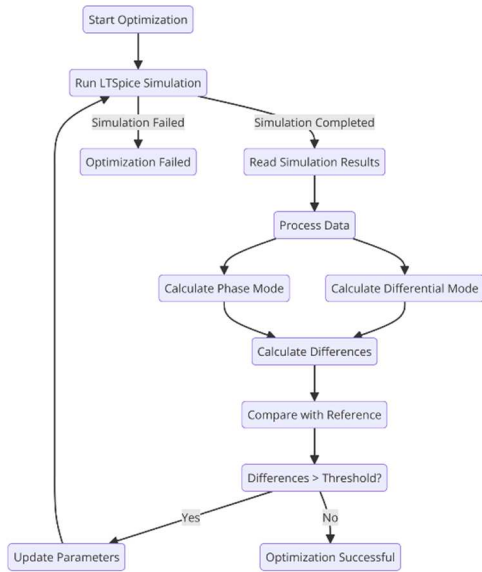 Start Optimization
Run LTSpice Simulation
Simulation Failed
Simulation Completed
Optimization Failed
Read Simulation Results
Process Data
Calculate Phase Mode
Calculate Differential Mode
Calculate Differences
Compare with Reference
Differences > Threshold?
Yes
No
Update Parameters
Optimization Successful